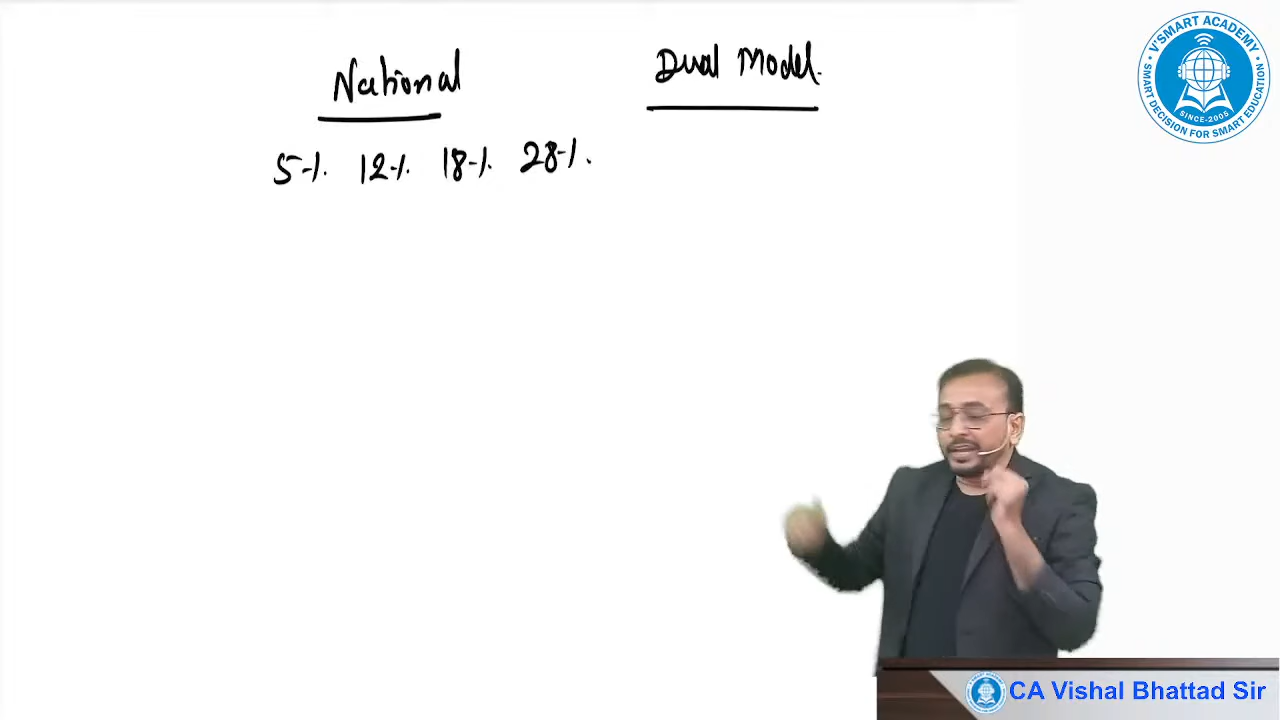 National
Dual Model.
5% 12% 18% 28%.
V'SMART ACADEMY
SMART DECISION FOR SMART EDUCATION
SINCE-2005
CA Vishal Bhattad Sir